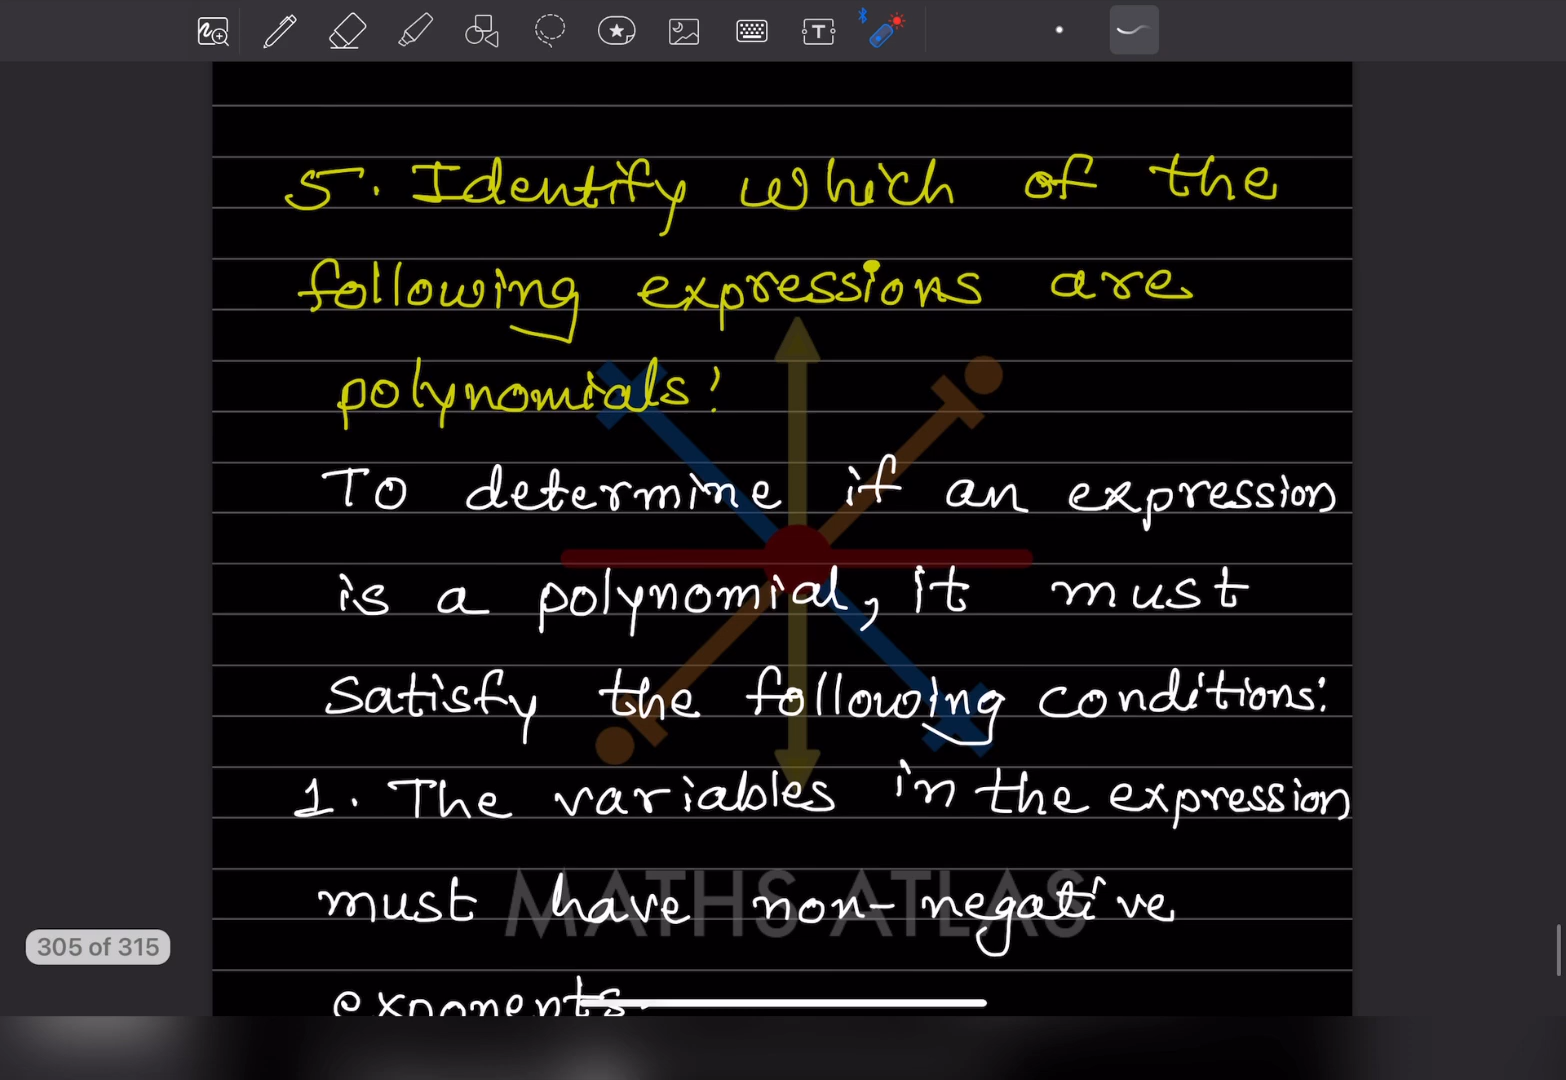 5. Identify which of the
following expressions are
polynomials:
To determine if an expression
is a polynomial, it must
satisfy the following conditions:
1. The variables in the expression
must have non-negative
exponents.
MATHS ATLAS
305 of 315